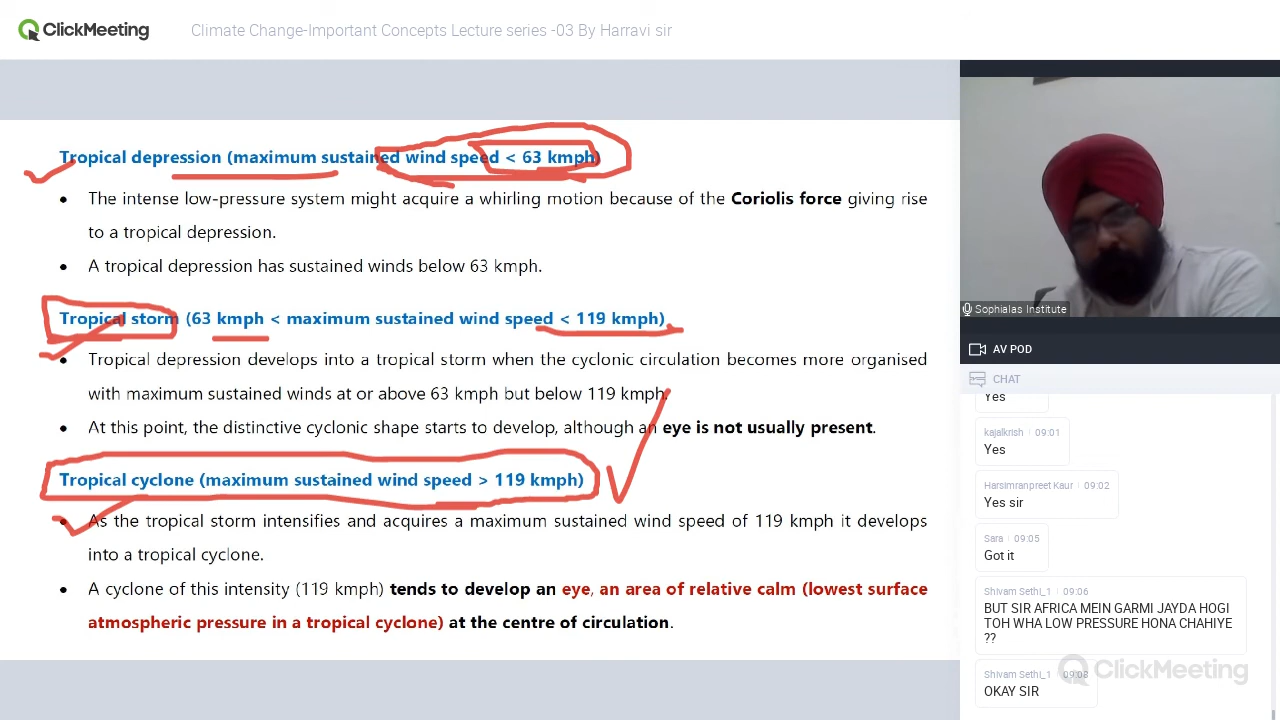 ClickMeeting
Climate Change-Important Concepts Lecture series -03 By Harravi sir
Tropical depression (maximum sustained wind speed < 63 kmph)
• The intense low-pressure system might acquire a whirling motion because of the Coriolis force giving rise
to a tropical depression.
• A tropical depression has sustained winds below 63 kmph.
Tropical storm (63 kmph < maximum sustained wind speed < 119 kmph)
• Tropical depression develops into a tropical storm when the cyclonic circulation becomes more organised
with maximum sustained winds at or above 63 kmph but below 119 kmph.
• At this point, the distinctive cyclonic shape starts to develop, although an eye is not usually present.
Tropical cyclone (maximum sustained wind speed > 119 kmph)
• As the tropical storm intensifies and acquires a maximum sustained wind speed of 119 kmph it develops
into a tropical cyclone.
• A cyclone of this intensity (119 kmph) tends to develop an eye, an area of relative calm (lowest surface
atmospheric pressure in a tropical cyclone) at the centre of circulation.
Sophialas Institute
AV POD
CHAT
Yes
kajalkrish 09:01
Yes
Harsimranpreet Kaur 09:02
Yes sir
Sara 09:05
Got it
Shivam Sethi_1 09:06
BUT SIR AFRICA MEIN GARMI JAYDA HOGI
TOH WHA LOW PRESSURE HONA CHAHIYE
??
Shivam Sethi_1 09:08
OKAY SIR
ClickMeeting